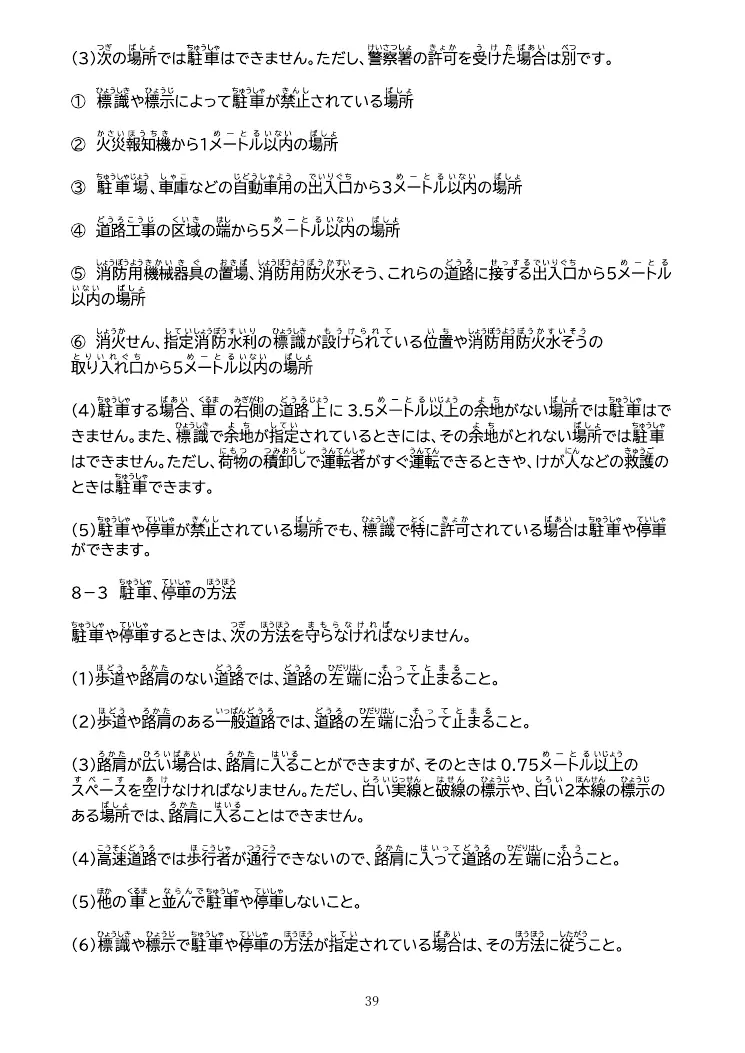 (3)次の場所では駐車はできません。ただし、警察署の許可を受けた場合は別です。
① 標識や標示によって駐車が禁止されている場所
② 火災報知機から1メートル以内の場所
③ 駐車場、車庫などの自動車用の出入口から3メートル以内の場所
④ 道路工事の区域の端から5メートル以内の場所
⑤ 消防用機械器具の置場、消防用防火水そう、これらの道路に接する出入口から5メートル
以内の場所
⑥ 消火せん、指定消防水利の標識が設けられている位置や消防用防火水そうの
取り入れ口から5メートル以内の場所
(4)駐車する場合、車の右側の道路上に 3.5メートル以上の余地がない場所では駐車はで
きません。また、標識で余地が指定されているときには、その余地がとれない場所では駐車
はできません。ただし、荷物の積卸しで運転者がすぐ運転できるときや、けが人などの救護の
ときは駐車できます。
(5)駐車や停車が禁止されている場所でも、標識で特に許可されている場合は駐車や停車
ができます。
8－3 駐車、停車の方法
駐車や停車するときは、次の方法を守らなければなりません。
(1)歩道や路肩のない道路では、道路の左端に沿って止まること。
(2)歩道や路肩のある一般道路では、道路の左端に沿って止まること。
(3)路肩が広い場合は、路肩に入ることができますが、そのときは 0.75メートル以上の
スペースを空けなければなりません。ただし、白い実線と破線の標示や、白い2本線の標示の
ある場所では、路肩に入ることはできません。
(4)高速道路では歩行者が通行できないので、路肩に入って道路の左端に沿うこと。
(5)他の車と並んで駐車や停車しないこと。
(6)標識や標示で駐車や停車の方法が指定されている場合は、その方法に従うこと。
39